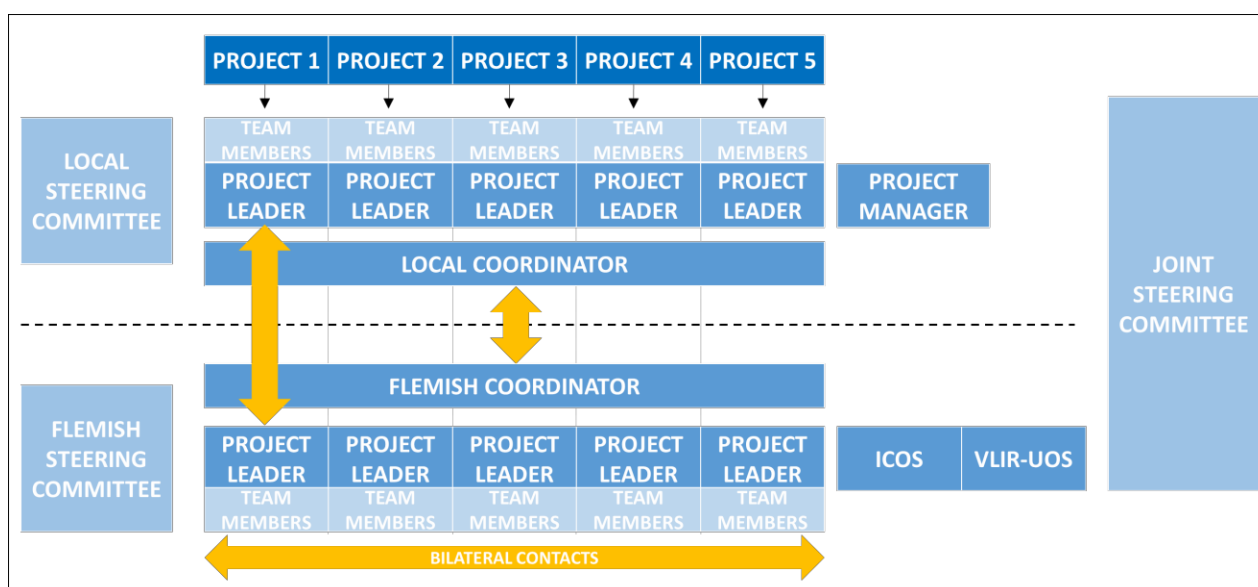 PROJECT 1 PROJECT 2 PROJECT 3 PROJECT 4 PROJECT 5
TEAM TEAM TEAM TEAM TEAM
MEMBERS MEMBERS MEMBERS MEMBERS MEMBERS
LOCAL
STEERING
COMMITTEE
PROJECT PROJECT PROJECT PROJECT PROJECT
LEADER LEADER LEADER LEADER LEADER
PROJECT
MANAGER
LOCAL COORDINATOR
JOINT
STEERING
COMMITTEE
FLEMISH COORDINATOR
FLEMISH
STEERING
COMMITTEE
PROJECT PROJECT PROJECT PROJECT PROJECT
LEADER LEADER LEADER LEADER LEADER
ICOS VLIR-UOS
TEAM TEAM TEAM TEAM TEAM
MEMBERS MEMBERS MEMBERS MEMBERS MEMBERS
BILATERAL CONTACTS